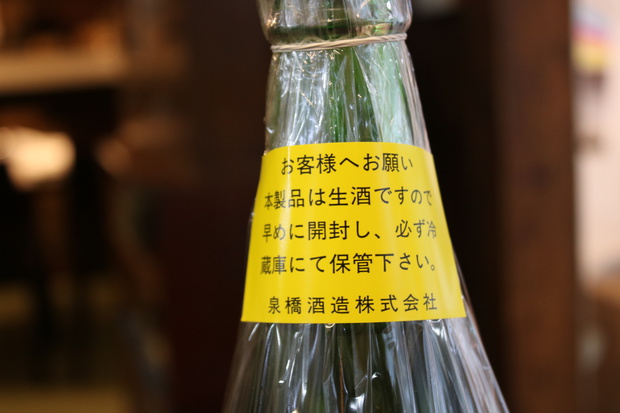 お客様へお願い
本製品は生酒ですので
早めに開封し、必ず冷
蔵庫にて保管下さい。
泉橋酒造株式会社